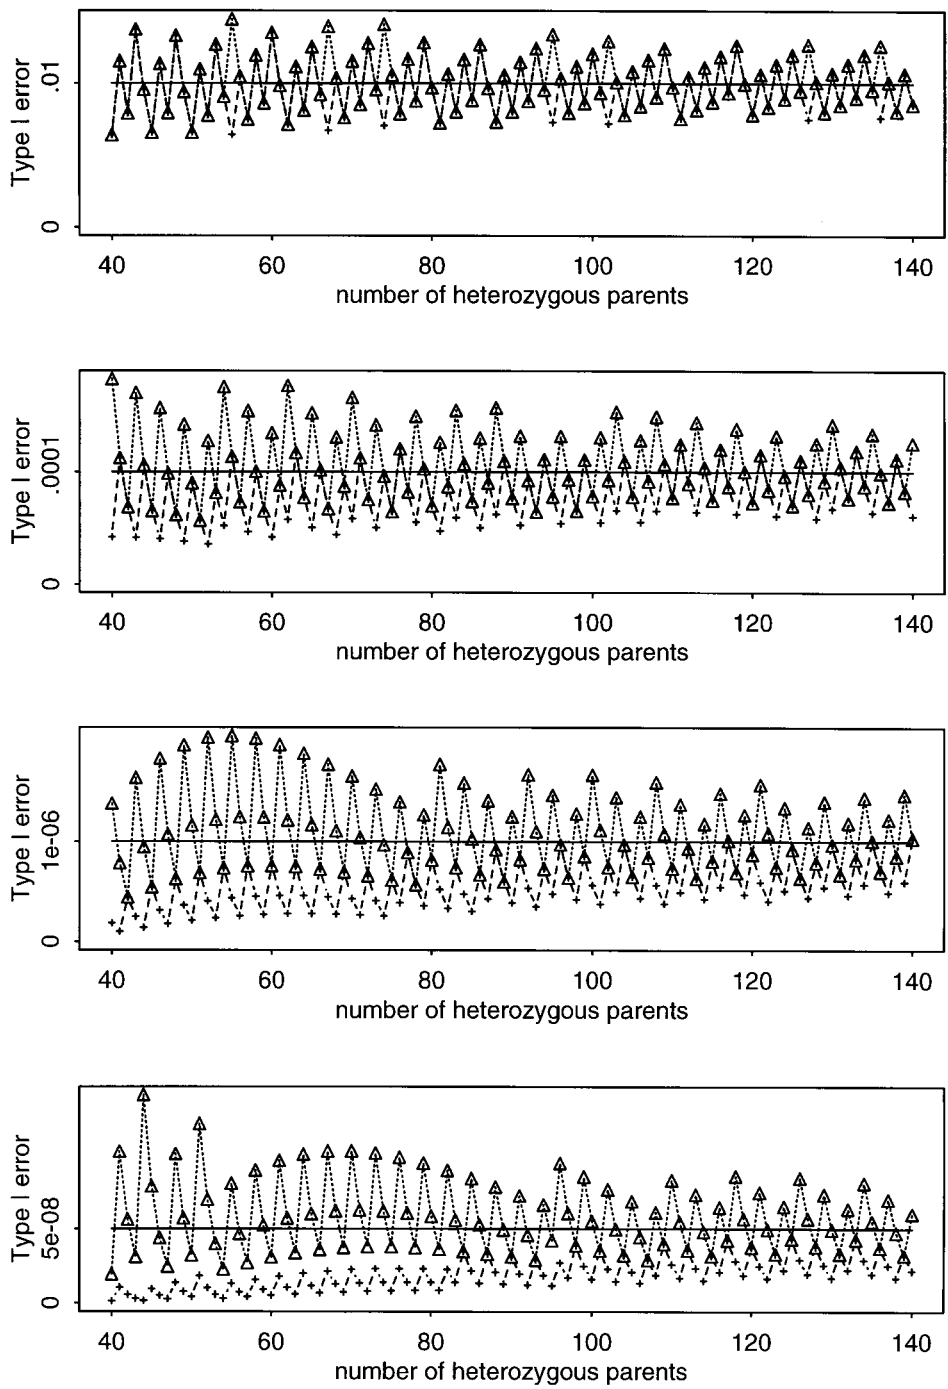 Type I error
.01
0
40 60 80 100 120 140
number of heterozygous parents
Type I error
.0001
0
40 60 80 100 120 140
number of heterozygous parents
Type I error
1e-06
0
40 60 80 100 120 140
number of heterozygous parents
Type I error
5e-08
0
40 60 80 100 120 140
number of heterozygous parents